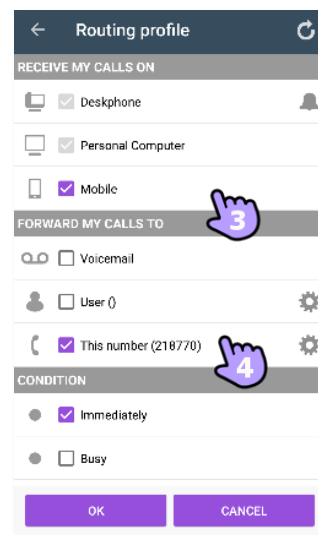 Routing profile
RECEIVE MY CALLS ON
Deskphone
Personal Computer
Mobile
3
FORWARD MY CALLS TO
Voicemail
User ()
This number (218770)
4
CONDITION
Immediately
Busy
OK CANCEL